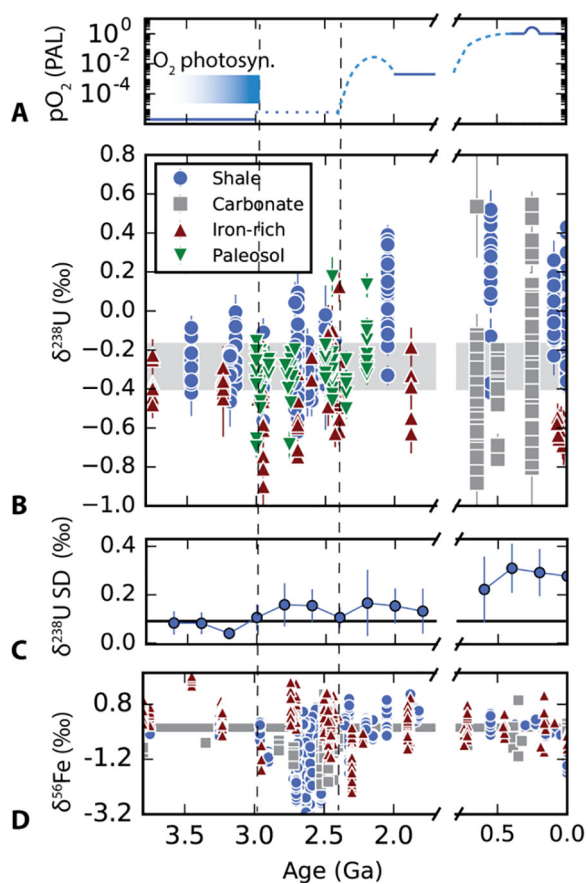 A
pO2 (PAL)
10^0
10^-2
10^-4
O2 photosyn.
B
δ238U (‰)
0.8
0.6
0.4
0.2
0.0
−0.2
−0.4
−0.6
−0.8
−1.0
Shale
Carbonate
Iron-rich
Paleosol
C
δ238U SD (‰)
0.4
0.2
0.0
D
δ56Fe (‰)
0.8
-1.2
-3.2
3.5 3.0 2.5 2.0 0.5 0.0
Age (Ga)